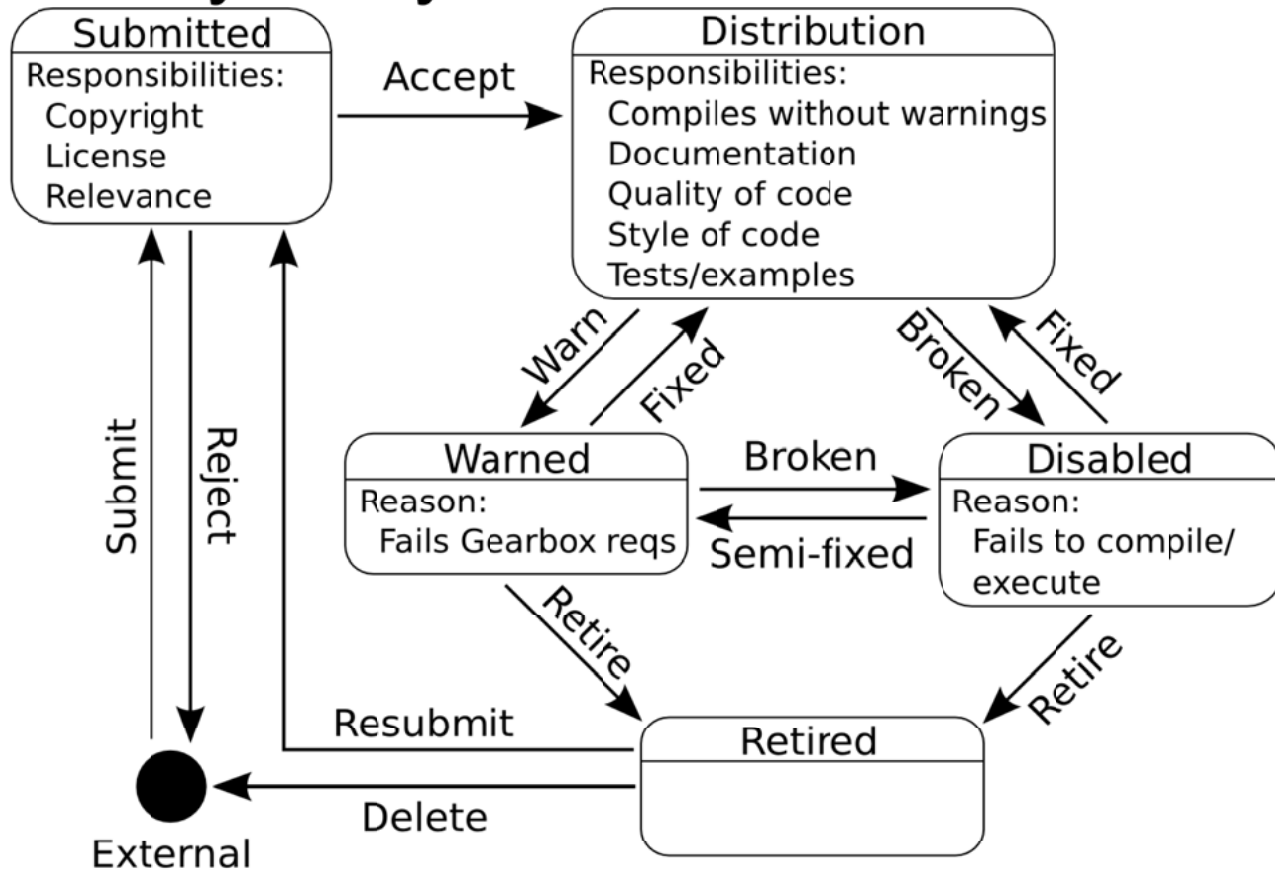 Submitted
Responsibilities:
Copyright
License
Relevance
Accept
Distribution
Responsibilities:
Compiles without warnings
Documentation
Quality of code
Style of code
Tests/examples
Warn
Fixed
Broken
Fixed
Submit
Reject
Warned
Reason:
Fails Gearbox reqs
Broken
Semi-fixed
Disabled
Reason:
Fails to compile/
execute
Retire
Retire
Resubmit
Retired
Delete
External